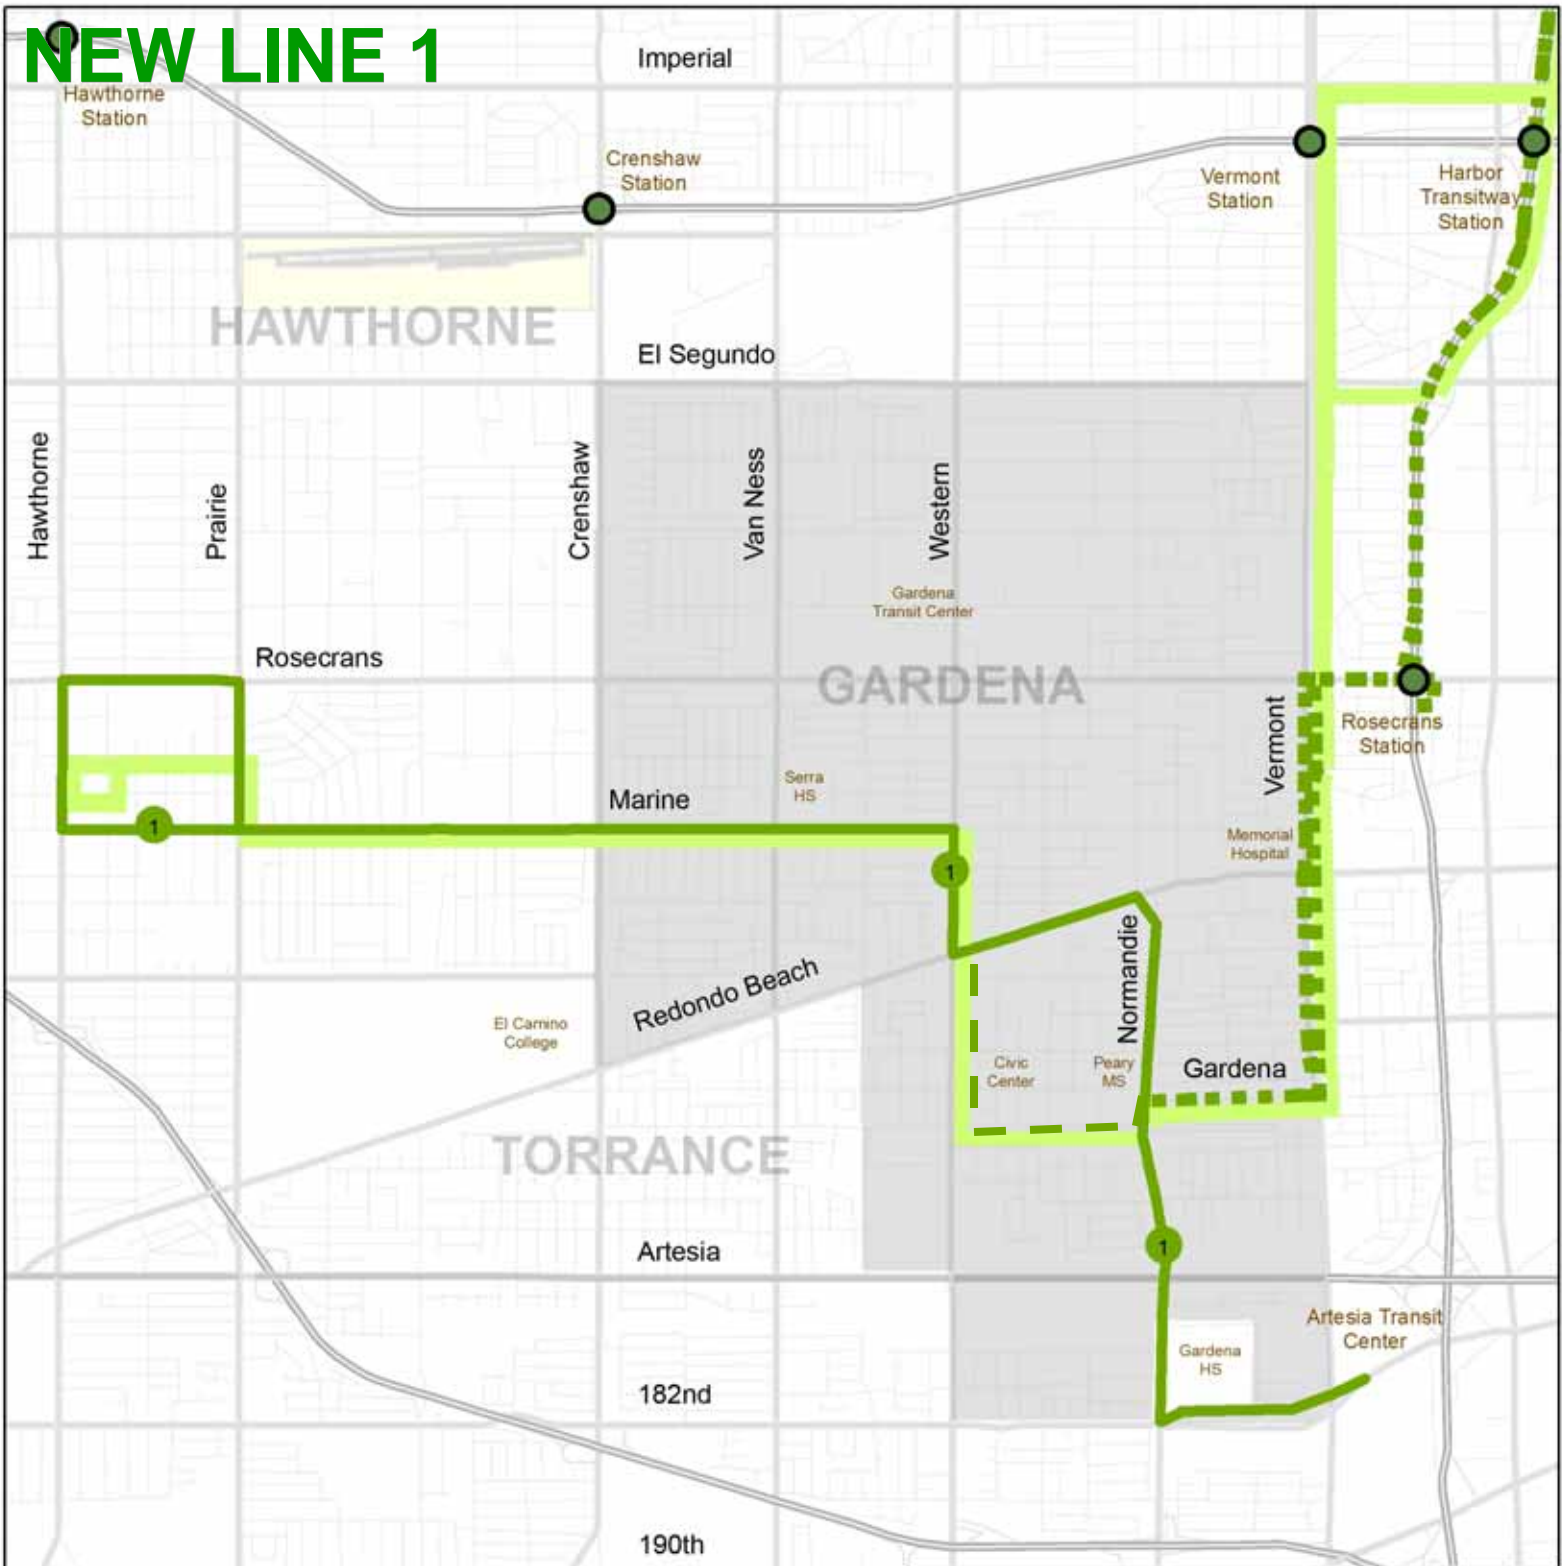 NEW LINE 1
Imperial
Hawthorne
Station
Crenshaw
Station
Vermont
Station
Harbor
Transitway
Station
HAWTHORNE
El Segundo
Hawthorne
Prairie
Crenshaw
Van Ness
Western
Gardena
Transit Center
Rosecrans
GARDENA
Vermont
Rosecrans
Station
Serra
HS
Marine
1
Memorial
Hospital
1
Normandie
Redondo Beach
El Camino
College
Civic
Center
Peary
MS
Gardena
TORRANCE
1
Artesia
Artesia Transit
Center
Gardena
HS
182nd
190th